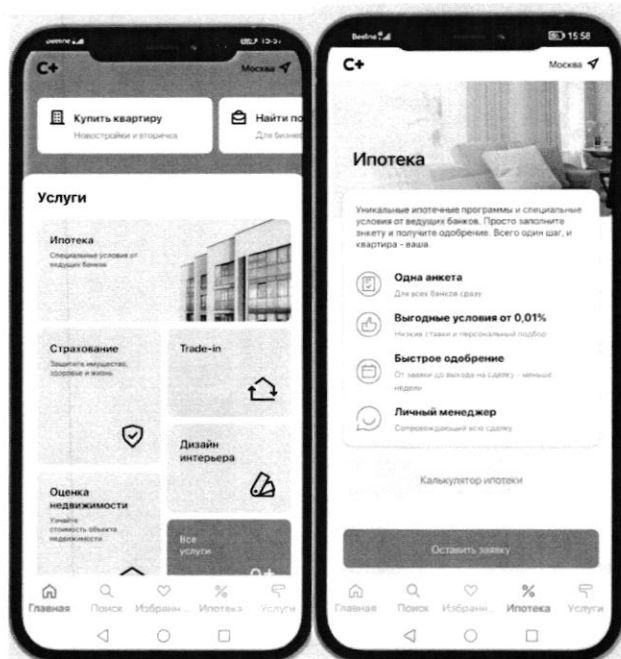 Beeline
15:57
C+
Москва
Купить квартиру
Новостройки и вторичка
Найти по
Для бизнес
Услуги
Ипотека
Специальные условия от
ведущих банков
Страхование
Защитите имущество,
здоровье и жизнь
Trade-in
Дизайн
интерьера
Оценка
недвижимости
Узнайте
стоимость объекта
недвижимости
Все
услуги
Главная
Поиск
Избранн...
Ипотека
Услуги
Beeline
15:58
C+
Москва
Ипотека
Уникальные ипотечные программы и специальные
условия от ведущих банков. Просто заполните
анкету и получите одобрение. Всего один шаг, и
квартира - ваша.
Одна анкета
Для всех банков сразу
Выгодные условия от 0,01%
Низкие ставки и персональный подбор
Быстрое одобрение
От заявки до выхода на сделку - меньше
недели
Личный менеджер
Сопровождающий всю сделку
Калькулятор ипотеки
Оставить заявку
Главная
Поиск
Избранн...
Ипотека
Услуги